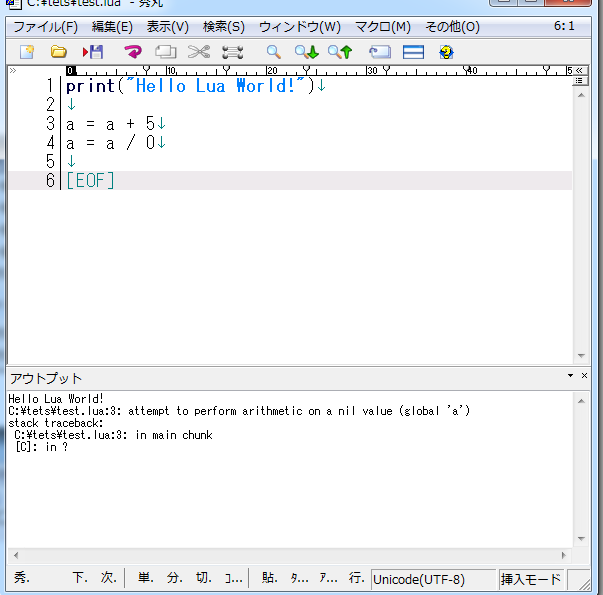 C:¥tets¥test.lua - 秀丸
ファイル(F) 編集(E) 表示(V) 検索(S) ウィンドウ(W) マクロ(M) その他(O) 6:1
0 10 20 30 40 5
1 print("Hello Lua World!")↓
2 ↓
3 a = a + 5↓
4 a = a / 0↓
5 ↓
6 [EOF]
アウトプット
Hello Lua World!
C:¥tets¥test.lua:3: attempt to perform arithmetic on a nil value (global 'a')
stack traceback:
C:¥tets¥test.lua:3: in main chunk
[C]: in ?
秀. 下. 次. 単. 分. 切. コ... 貼. タ... ア... 行. Unicode(UTF-8) 挿入モード